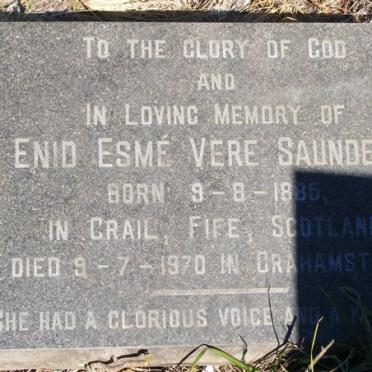 TO THE GLORY OF GOD
AND
IN LOVING MEMORY OF
ENID ESMÉ VERE SAUNDE
BORN 9-8-1885,
IN CRAIL, FIFE, SCOTLAN
DIED 9-7-1970 IN GRAHAMST
SHE HAD A GLORIOUS VOICE AND A